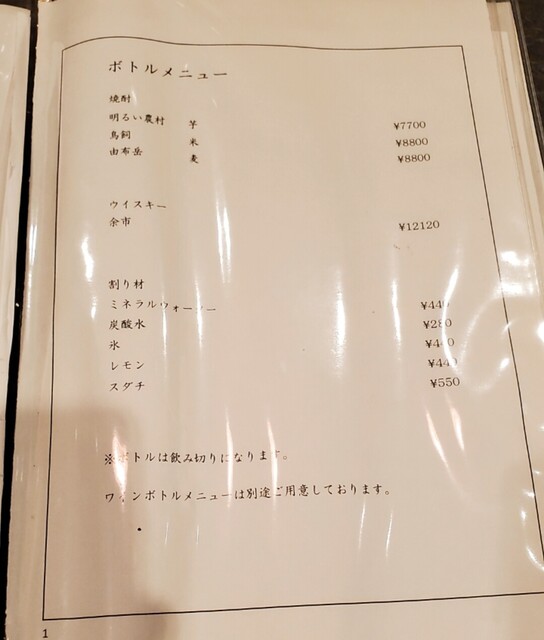 ボトルメニュー
焼酎
明るい農村 芋 ¥7700
鳥飼 米 ¥8800
由布岳 麦 ¥8800
ウイスキー
余市 ¥12120
割り材
ミネラルウォーター ¥440
炭酸水 ¥280
氷 ¥440
レモン ¥440
スダチ ¥550
※ボトルは飲み切りになります。
ワインボトルメニューは別途ご用意しております。
1